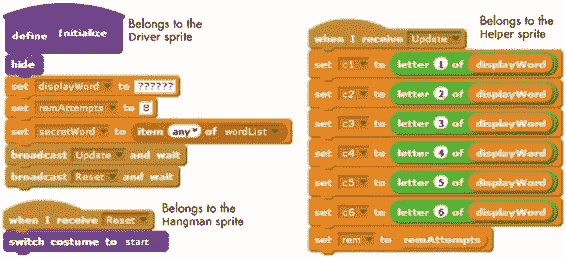 define Initialize
Belongs to the
Driver sprite
hide
set displayWord to ??????
set remAttempts to 8
set secretWord to item any of wordList
broadcast Update and wait
broadcast Reset and wait
when I receive Reset
Belongs to the
Hangman sprite
switch costume to start
Belongs to the
Helper sprite
when I receive Update
set c1 to letter 1 of displayWord
set c2 to letter 2 of displayWord
set c3 to letter 3 of displayWord
set c4 to letter 4 of displayWord
set c5 to letter 5 of displayWord
set c6 to letter 6 of displayWord
set rem to remAttempts